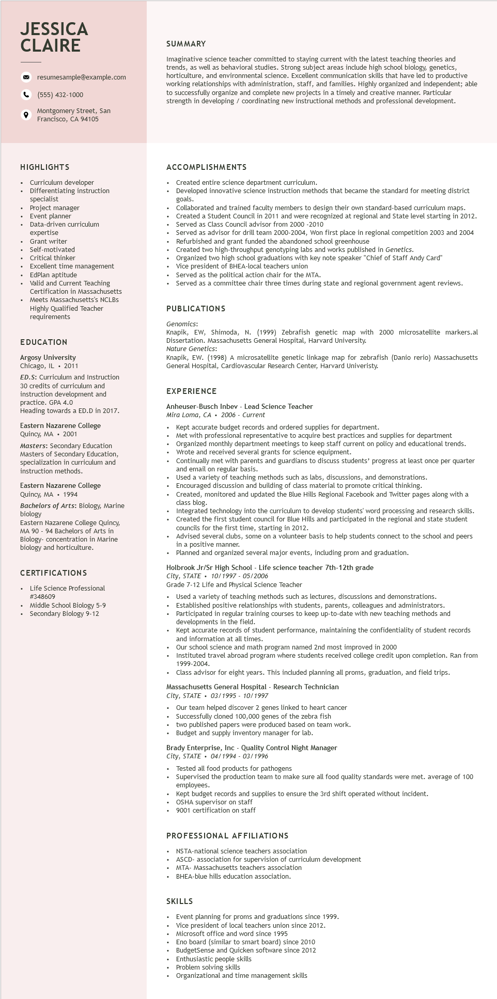 JESSICA
CLAIRE
resumesample@example.com
(555) 432-1000
Montgomery Street, San
Francisco, CA 94105
SUMMARY
Imaginative science teacher committed to staying current with the latest teaching theories and
trends, as well as behavioral studies. Strong subject areas include high school biology, genetics,
horticulture, and environmental science. Excellent communication skills that have led to productive
working relationships with administration, staff, and families. Highly organized and independent; able
to successfully organize and complete new projects in a timely and creative manner. Particular
strength in developing / coordinating new instructional methods and professional development.
HIGHLIGHTS
• Curriculum developer
• Differentiating instruction
specialist
• Project manager
• Event planner
• Data-driven curriculum
expertise
• Grant writer
• Self-motivated
• Critical thinker
• Excellent time management
• EdPlan aptitude
• Valid and Current Teaching
Certification in Massachusetts
• Meets Massachusetts's NCLBs
Highly Qualified Teacher
requirements
EDUCATION
Argosy University
Chicago, IL • 2011
ED.S: Curriculum and Instruction
30 credits of curriculum and
instruction development and
practice. GPA 4.0
Heading towards a ED.D in 2017.
Eastern Nazarene College
Quincy, MA • 2001
Masters: Secondary Education
Masters of Secondary Education,
specialization in curriculum and
instruction methods.
Eastern Nazarene College
Quincy, MA • 1994
Bachelors of Arts: Biology, Marine
biology
Eastern Nazarene College Quincy,
MA 90 - 94 Bachelors of Arts in
Biology- concentration in Marine
biology and horticulture.
CERTIFICATIONS
• Life Science Professional
#348609
• Middle School Biology 5-9
• Secondary Biology 9-12
ACCOMPLISHMENTS
• Created entire science department curriculum.
• Developed innovative science instruction methods that became the standard for meeting district
goals.
• Collaborated and trained faculty members to design their own standard-based curriculum maps.
• Created a Student Council in 2011 and were recognized at regional and State level starting in 2012.
• Served as Class Council advisor from 2000 -2010
• Served as advisor for drill team 2000-2004, Won first place in regional competition 2003 and 2004
• Refurbished and grant funded the abandoned school greenhouse
• Created two high-throughput genotyping labs and works published in Genetics.
• Organized two high school graduations with key note speaker "Chief of Staff Andy Card"
• Vice president of BHEA-local teachers union
• Served as the political action chair for the MTA.
• Served as a committee chair three times during state and regional government agent reviews.
PUBLICATIONS
Genomics:
Knapik, EW, Shimoda, N. (1999) Zebrafish genetic map with 2000 microsatellite markers.al
Dissertation. Massachusetts General Hospital, Harvard University.
Nature Genetics:
Knapik, EW. (1998) A microsatellite genetic linkage map for zebrafish (Danio rerio) Massachusetts
General Hospital, Cardiovascular Research Center, Harvard Univeristy.
EXPERIENCE
Anheuser-Busch Inbev - Lead Science Teacher
Mira Loma, CA • 2006 - Current
• Kept accurate budget records and ordered supplies for department.
• Met with professional representative to acquire best practices and supplies for department
• Organized monthly department meetings to keep staff current on policy and educational trends.
• Wrote and received several grants for science equipment.
• Continually met with parents and guardians to discuss students’ progress at least once per quarter
and email on regular basis.
• Used a variety of teaching methods such as labs, discussions, and demonstrations.
• Encouraged discussion and building of class material to promote critical thinking.
• Created, monitored and updated the Blue Hills Regional Facebook and Twitter pages along with a
class blog.
• Integrated technology into the curriculum to develop students' word processing and research skills.
• Created the first student council for Blue Hills and participated in the regional and state student
councils for the first time, starting in 2012.
• Advised several clubs, some on a volunteer basis to help students connect to the school and peers
in a positive manner.
• Planned and organized several major events, including prom and graduation.
Holbrook Jr/Sr High School - Life science teacher 7th-12th grade
City, STATE • 10/1997 - 05/2006
Grade 7-12 Life and Physical Science Teacher
• Used a variety of teaching methods such as lectures, discussions and demonstrations.
• Established positive relationships with students, parents, colleagues and administrators.
• Participated in regular training courses to keep up-to-date with new teaching methods and
developments in the field.
• Kept accurate records of student performance, maintaining the confidentiality of student records
and information at all times.
• Our school science and math program named 2nd most improved in 2000
• Instituted travel abroad program where students received college credit upon completion. Ran from
1999-2004.
• Class advisor for eight years. This included planning all proms, graduation, and field trips.
Massachusetts General Hospital - Research Technician
City, STATE • 03/1995 - 10/1997
• Our team helped discover 2 genes linked to heart cancer
• Successfully cloned 100,000 genes of the zebra fish
• two published papers were produced based on team work.
• Budget and supply inventory manager for lab.
Brady Enterprise, Inc - Quality Control Night Manager
City, STATE • 04/1994 - 03/1996
• Tested all food products for pathogens
• Supervised the production team to make sure all food quality standards were met. average of 100
employees.
• Kept budget records and supplies to ensure the 3rd shift operated without incident.
• OSHA supervisor on staff
• 9001 certification on staff
PROFESSIONAL AFFILIATIONS
• NSTA-national science teachers association
• ASCD- association for supervision of curriculum development
• MTA- Massachusetts teachers association
• BHEA-blue hills education association.
SKILLS
• Event planning for proms and graduations since 1999.
• Vice president of local teachers union since 2012.
• Microsoft office and word since 1995
• Eno board (similar to smart board) since 2010
• BudgetSense and Quicken software since 2012
• Enthusiastic people skills
• Problem solving skills
• Organizational and time management skills